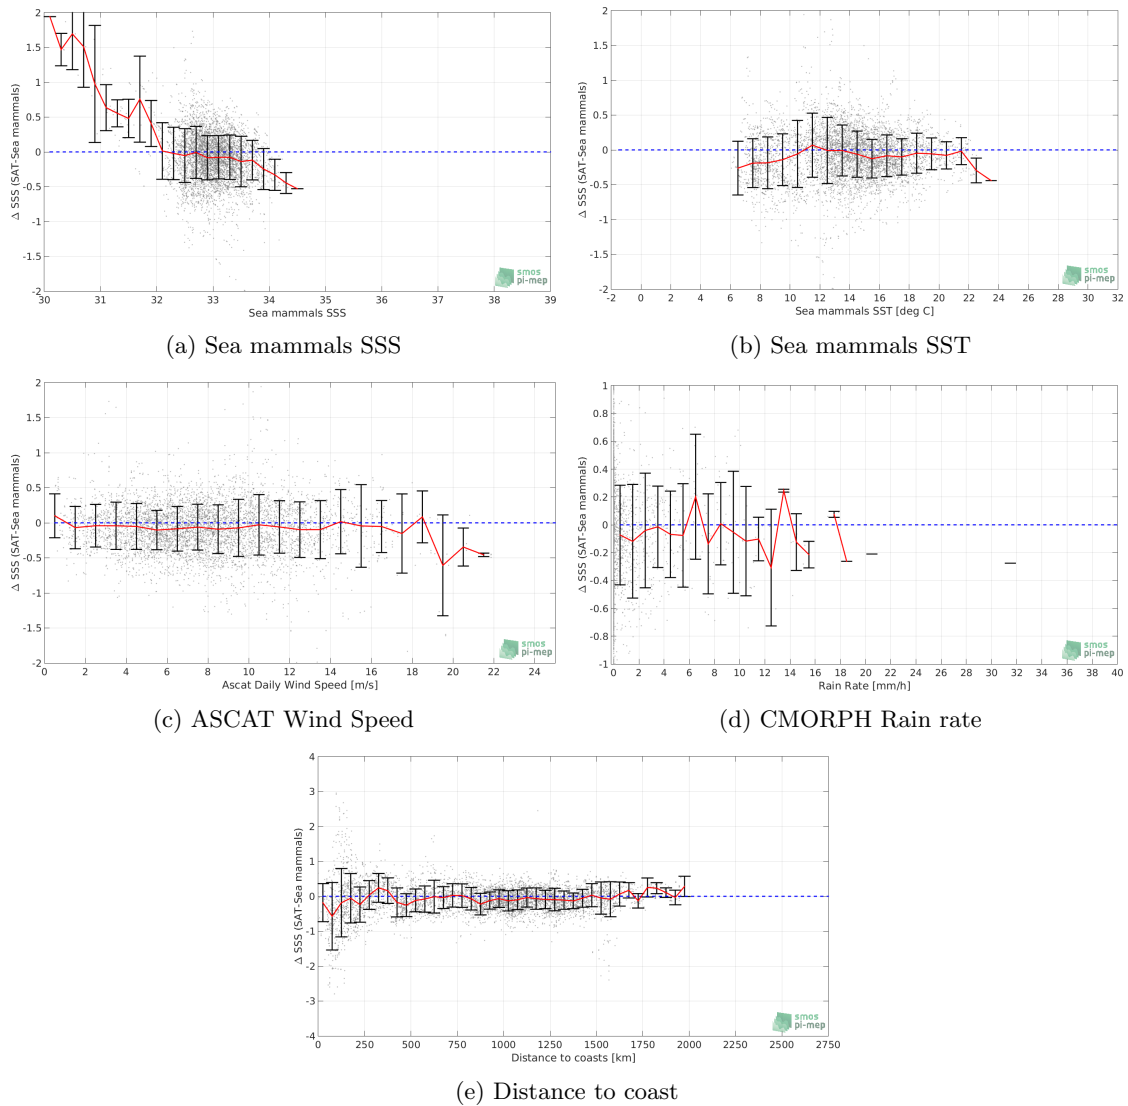 2
1.5
1
0.5
0
-0.5
-1
-1.5
-2
Δ SSS (SAT-Sea mammals)
30 31 32 33 34 35 36 37 38 39
Sea mammals SSS
smos
pi-mep
(a) Sea mammals SSS
2
1.5
1
0.5
0
-0.5
-1
-1.5
-2
Δ SSS (SAT-Sea mammals)
-2 0 2 4 6 8 10 12 14 16 18 20 22 24 26 28 30 32
Sea mammals SST [deg C]
smos
pi-mep
(b) Sea mammals SST
2
1.5
1
0.5
0
-0.5
-1
-1.5
-2
Δ SSS (SAT-Sea mammals)
0 2 4 6 8 10 12 14 16 18 20 22 24
Ascat Daily Wind Speed [m/s]
smos
pi-mep
(c) ASCAT Wind Speed
1
0.8
0.6
0.4
0.2
0
-0.2
-0.4
-0.6
-0.8
-1
Δ SSS (SAT-Sea mammals)
0 2 4 6 8 10 12 14 16 18 20 22 24 26 28 30 32 34 36 38 40
Rain Rate [mm/h]
smos
pi-mep
(d) CMORPH Rain rate
4
3
2
1
0
-1
-2
-3
-4
Δ SSS (SAT-Sea mammals)
0 250 500 750 1000 1250 1500 1750 2000 2250 2500 2750
Distance to coasts [km]
smos
pi-mep
(e) Distance to coast